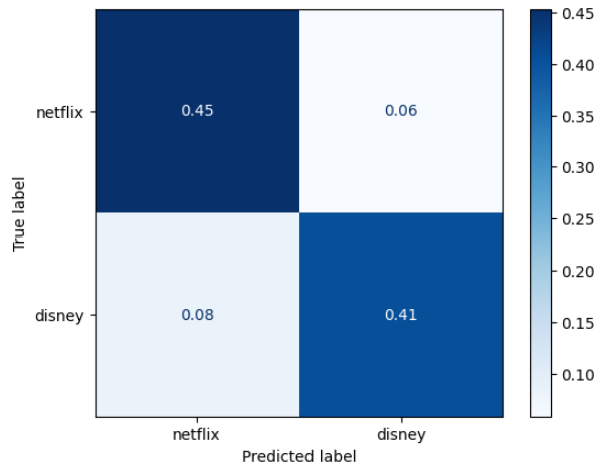 0.45
netflix 0.45 0.06 0.40
0.35
0.30
True label
0.25
0.20
disney 0.08 0.41 0.15
0.10
netflix disney
Predicted label